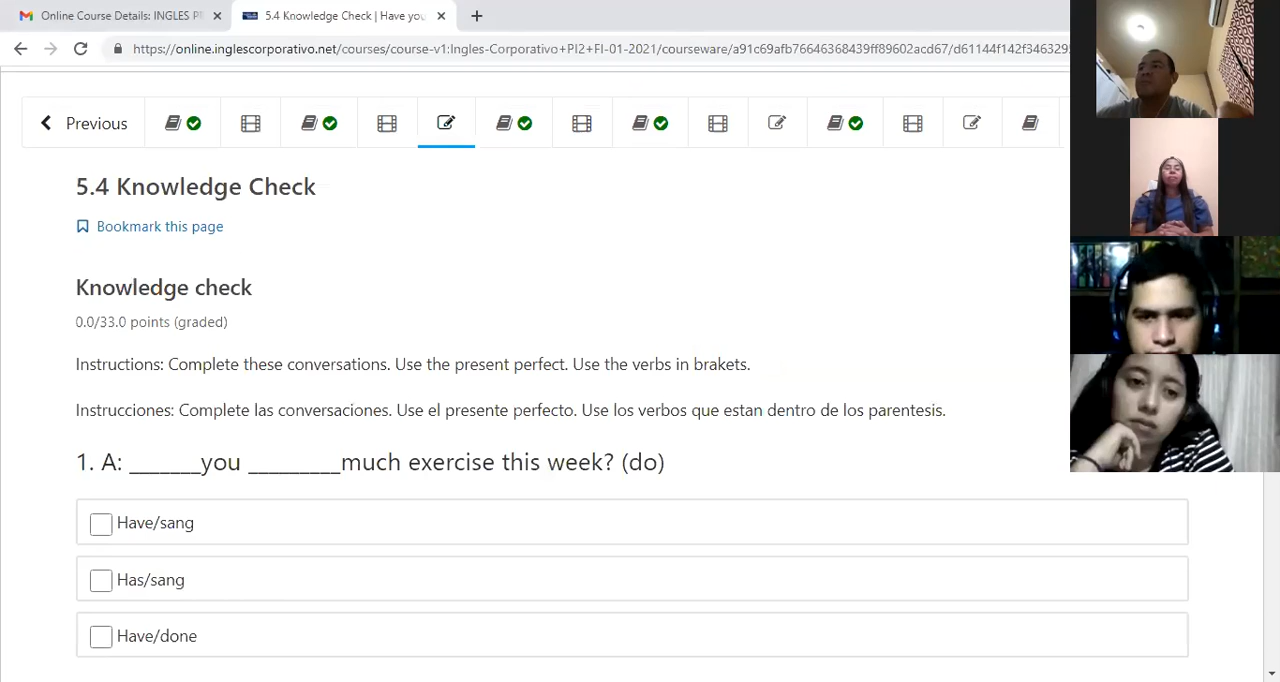 Online Course Details: INGLES P
5.4 Knowledge Check | Have you
https://online.inglescorporativo.net/courses/course-v1:Ingles-Corporativo+PI2+FI-01-2021/courseware/a91c69afb76646368439ff89602acd67/d61144f142f3463295
Previous
5.4 Knowledge Check
Bookmark this page
Knowledge check
0.0/33.0 points (graded)
Instructions: Complete these conversations. Use the present perfect. Use the verbs in brakets.
Instrucciones: Complete las conversaciones. Use el presente perfecto. Use los verbos que estan dentro de los parentesis.
1. A: _______you _________much exercise this week? (do)
Have/sang
Has/sang
Have/done